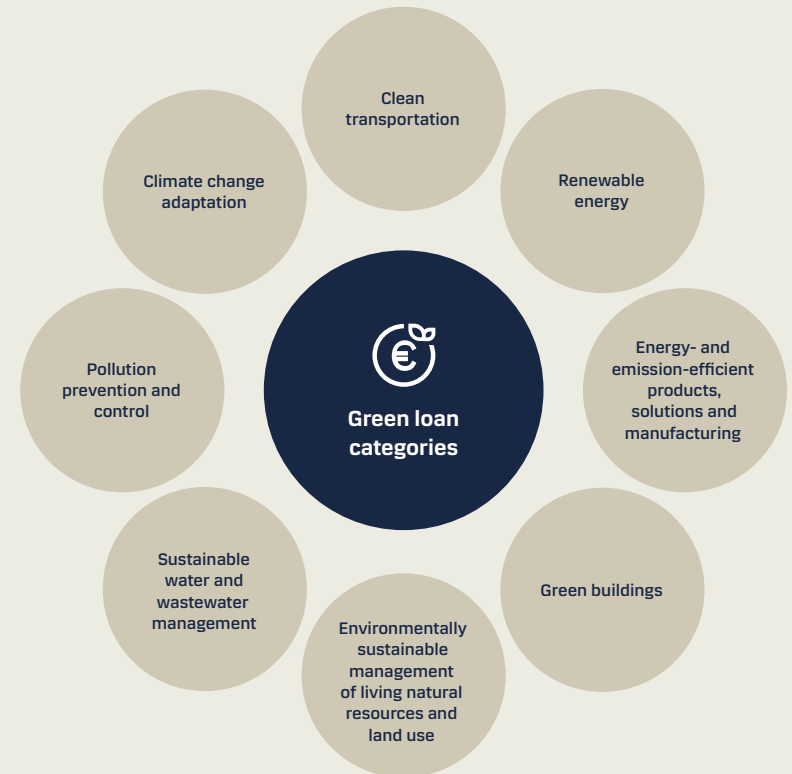 Clean
transportation
Renewable
energy
Energy- and
emission-efficient
products,
solutions and
manufacturing
Green buildings
Environmentally
sustainable
management
of living natural
resources and
land use
Sustainable
water and
wastewater
management
Pollution
prevention and
control
Climate change
adaptation
€
Green loan
categories